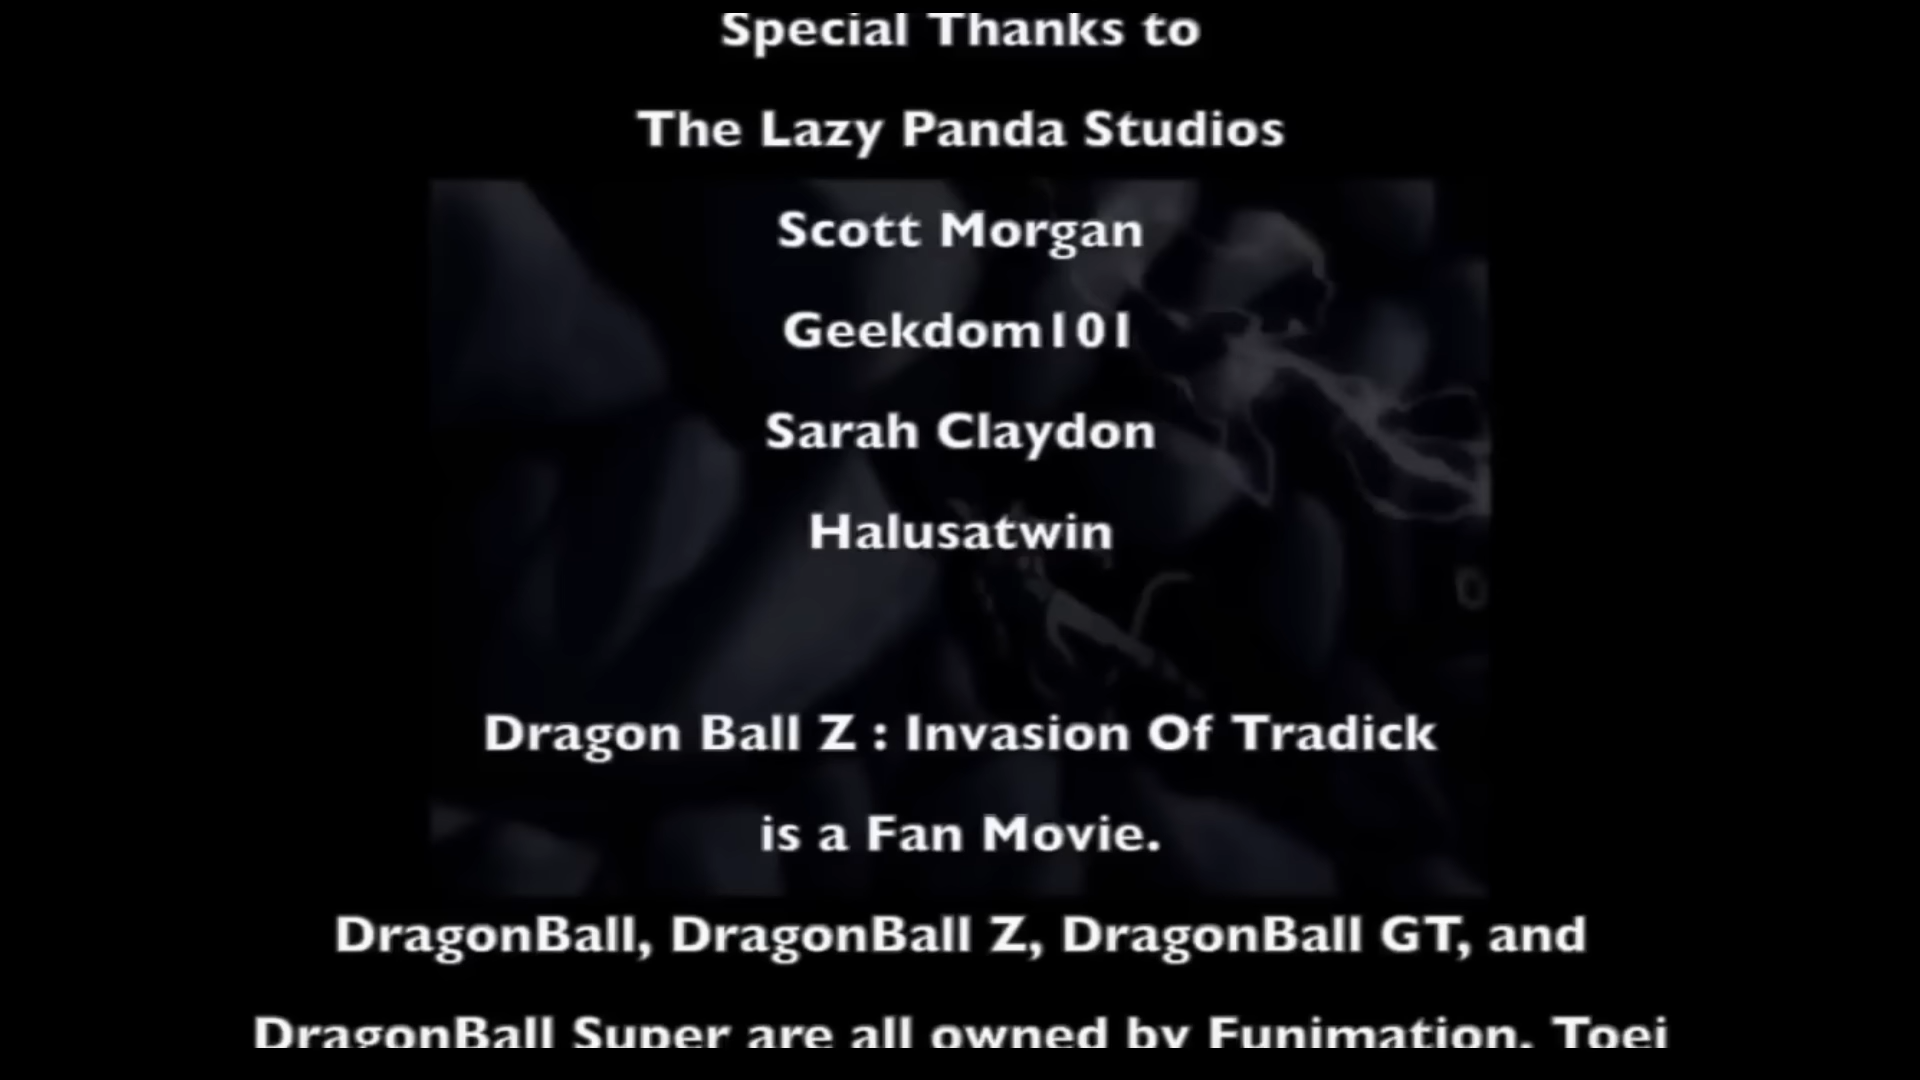 Special Thanks to
The Lazy Panda Studios
Scott Morgan
Geekdom101
Sarah Claydon
Halusatwin
Dragon Ball Z : Invasion Of Tradick
is a Fan Movie.
DragonBall, DragonBall Z, DragonBall GT, and
DragonBall Super are all owned by Funimation, Toei